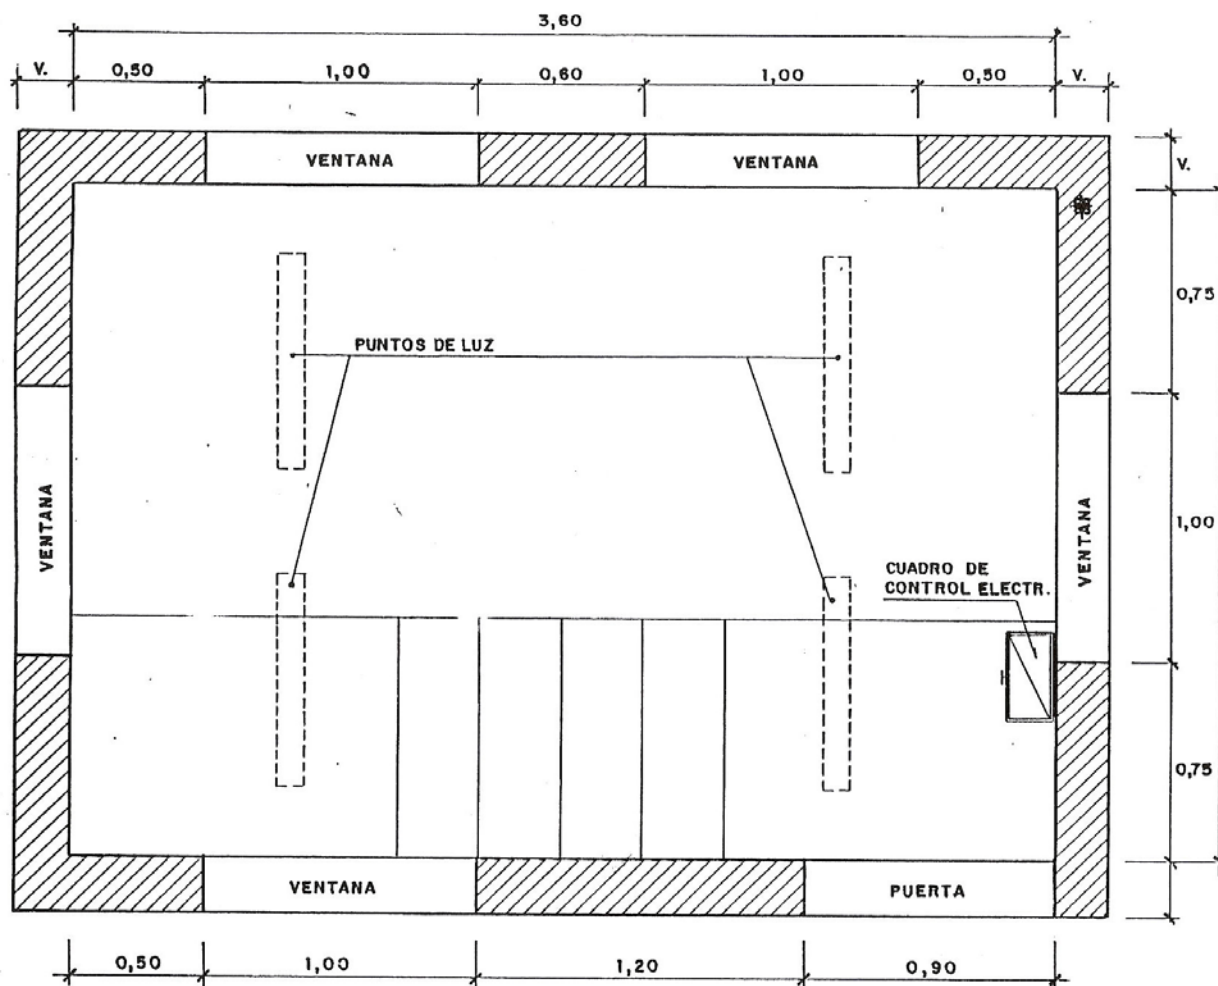 3,60
V.
0,50
1,00
0,60
1,00
0,50
V.
VENTANA
VENTANA
V.
0,75
PUNTOS DE LUZ
VENTANA
1,00
VENTANA
CUADRO DE
CONTROL ELECTR.
0,75
VENTANA
PUERTA
0,50
1,00
1,20
0,90